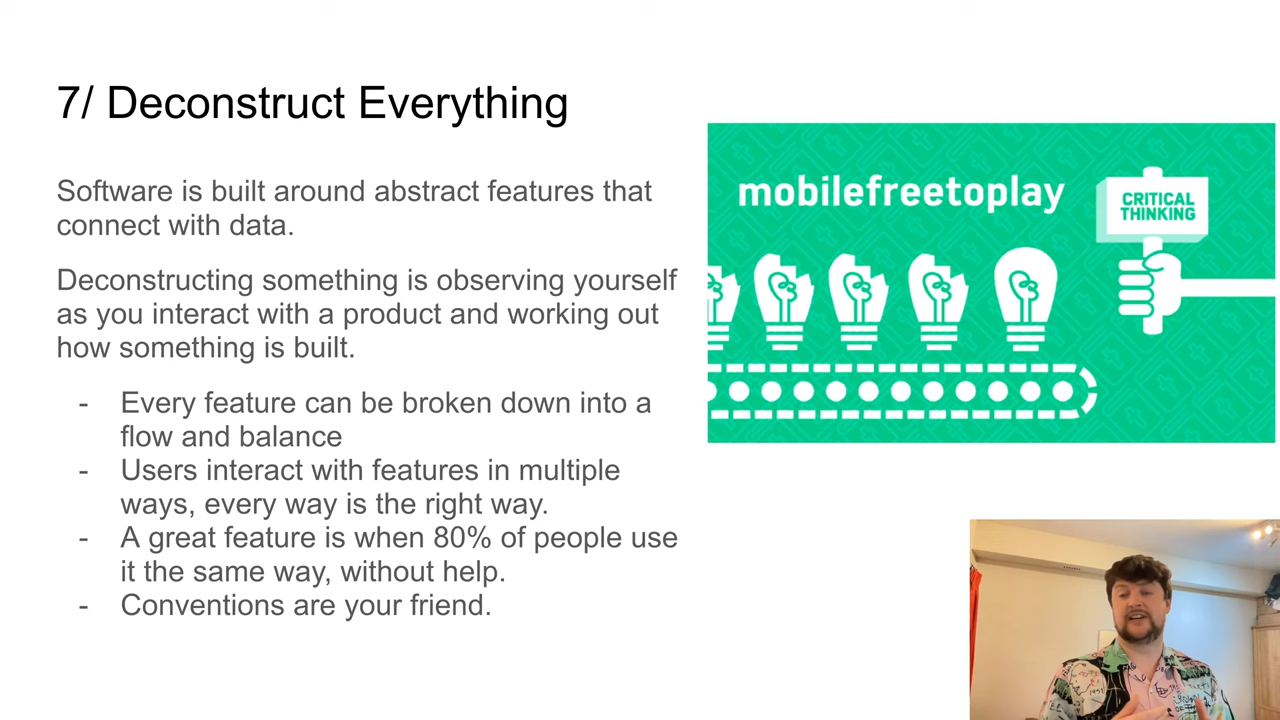 7/ Deconstruct Everything
Software is built around abstract features that
connect with data.
Deconstructing something is observing yourself
as you interact with a product and working out
how something is built.
- Every feature can be broken down into a
flow and balance
- Users interact with features in multiple
ways, every way is the right way.
- A great feature is when 80% of people use
it the same way, without help.
- Conventions are your friend.
mobilefreetoplay
CRITICAL
THINKING